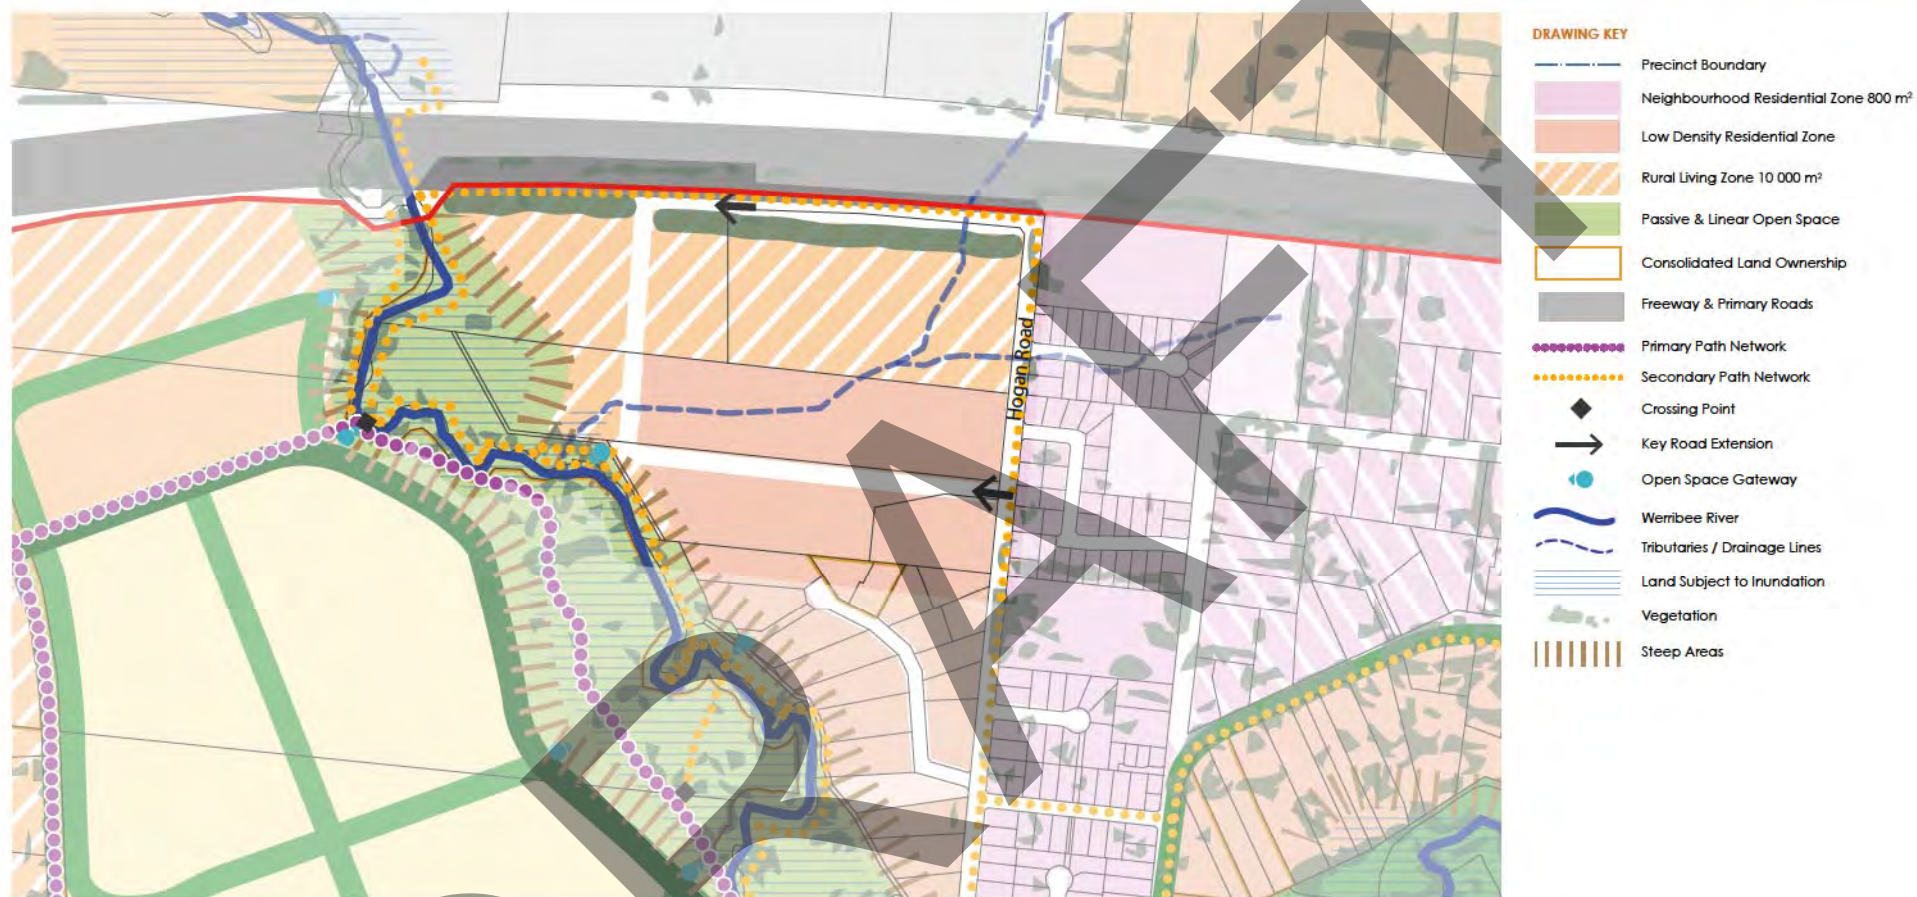 DRAWING KEY
Precinct Boundary
Neighbourhood Residential Zone 800 m²
Low Density Residential Zone
Rural Living Zone 10 000 m²
Passive & Linear Open Space
Consolidated Land Ownership
Freeway & Primary Roads
Primary Path Network
Secondary Path Network
Crossing Point
Key Road Extension
Open Space Gateway
Werribee River
Tributaries / Drainage Lines
Land Subject to Inundation
Vegetation
Steep Areas
Hogan Road
DRAFT